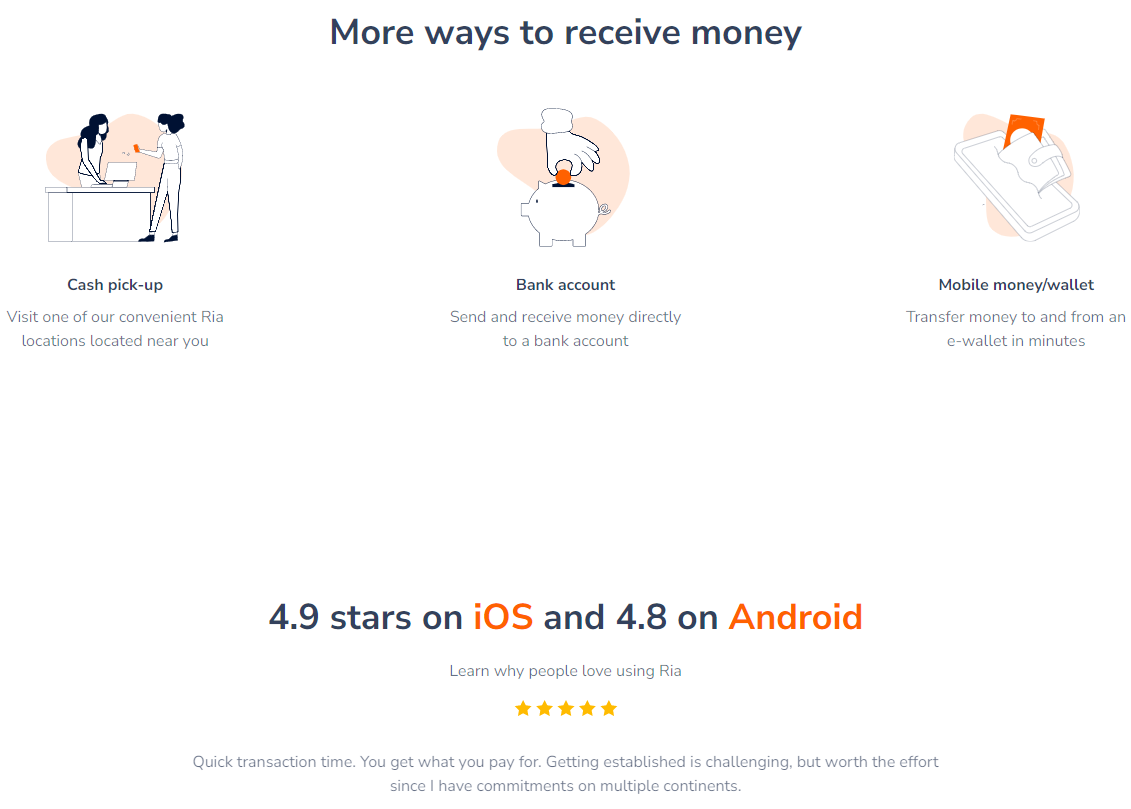 More ways to receive money
Cash pick-up
Visit one of our convenient Ria
locations located near you
Bank account
Send and receive money directly
to a bank account
Mobile money/wallet
Transfer money to and from an
e-wallet in minutes
4.9 stars on iOS and 4.8 on Android
Learn why people love using Ria
Quick transaction time. You get what you pay for. Getting established is challenging, but worth the effort
since I have commitments on multiple continents.